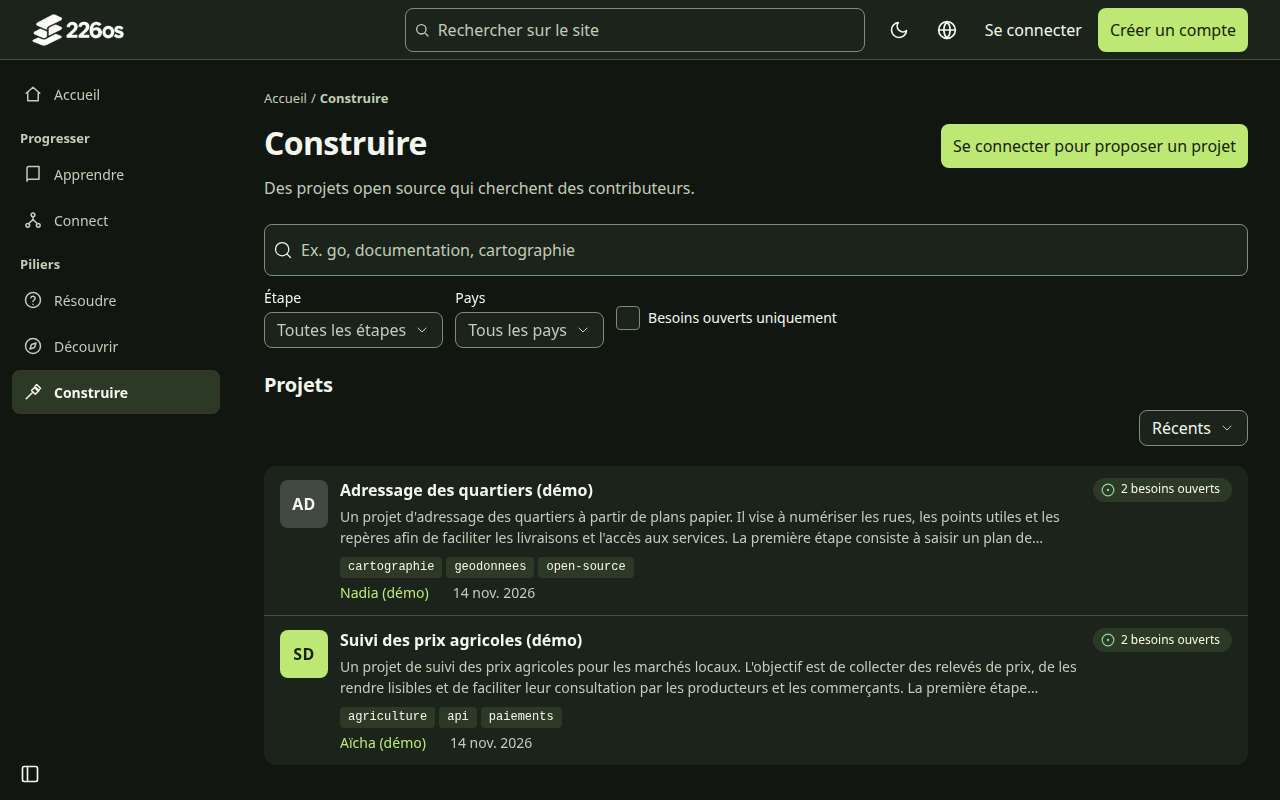 226os
Rechercher sur le site
Se connecter
Créer un compte
Accueil
Progresser
Apprendre
Connect
Piliers
Résoudre
Découvrir
Construire
Accueil / Construire
Construire
Se connecter pour proposer un projet
Des projets open source qui cherchent des contributeurs.
Ex. go, documentation, cartographie
Étape
Pays
Toutes les étapes
Tous les pays
Besoins ouverts uniquement
Projets
Récents
AD
Adressage des quartiers (démo)
2 besoins ouverts
Un projet d'adressage des quartiers à partir de plans papier. Il vise à numériser les rues, les points utiles et les
repères afin de faciliter les livraisons et l'accès aux services. La première étape consiste à saisir un plan de…
cartographie geodonnees open-source
Nadia (démo) 14 nov. 2026
SD
Suivi des prix agricoles (démo)
2 besoins ouverts
Un projet de suivi des prix agricoles pour les marchés locaux. L'objectif est de collecter des relevés de prix, de les
rendre lisibles et de faciliter leur consultation par les producteurs et les commerçants. La première étape…
agriculture api paiements
Aïcha (démo) 14 nov. 2026